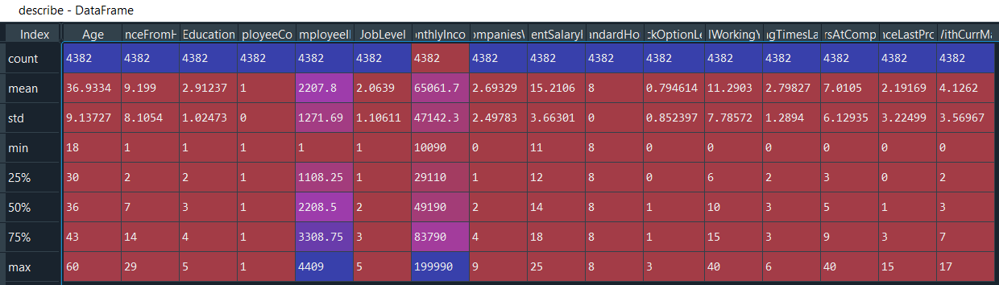 describe - DataFrame
Index Age nceFromH Education ployeeCo mployeeI JobLevel nthlyInco ompaniesV entSalaryI andardHo ckOptionLe lWorkingY ngTimesLa rsAtComp nceLastPro WithCurrMa
count 4382 4382 4382 4382 4382 4382 4382 4382 4382 4382 4382 4382 4382 4382 4382 4382
mean 36.9334 9.199 2.91237 1 2207.8 2.0639 65061.7 2.69329 15.2106 8 0.794614 11.2903 2.79827 7.0105 2.19169 4.1262
std 9.13727 8.1054 1.02473 0 1271.69 1.10611 47142.3 2.49783 3.66301 0 0.852397 7.78572 1.2894 6.12935 3.22499 3.56967
min 18 1 1 1 1 1 10090 0 11 8 0 0 0 0 0 0
25% 30 2 2 1 1108.25 1 29110 1 12 8 0 6 2 3 0 2
50% 36 7 3 1 2208.5 2 49190 2 14 8 1 10 3 5 1 3
75% 43 14 4 1 3308.75 3 83790 4 18 8 1 15 3 9 3 7
max 60 29 5 1 4409 5 199990 9 25 8 3 40 6 40 15 17